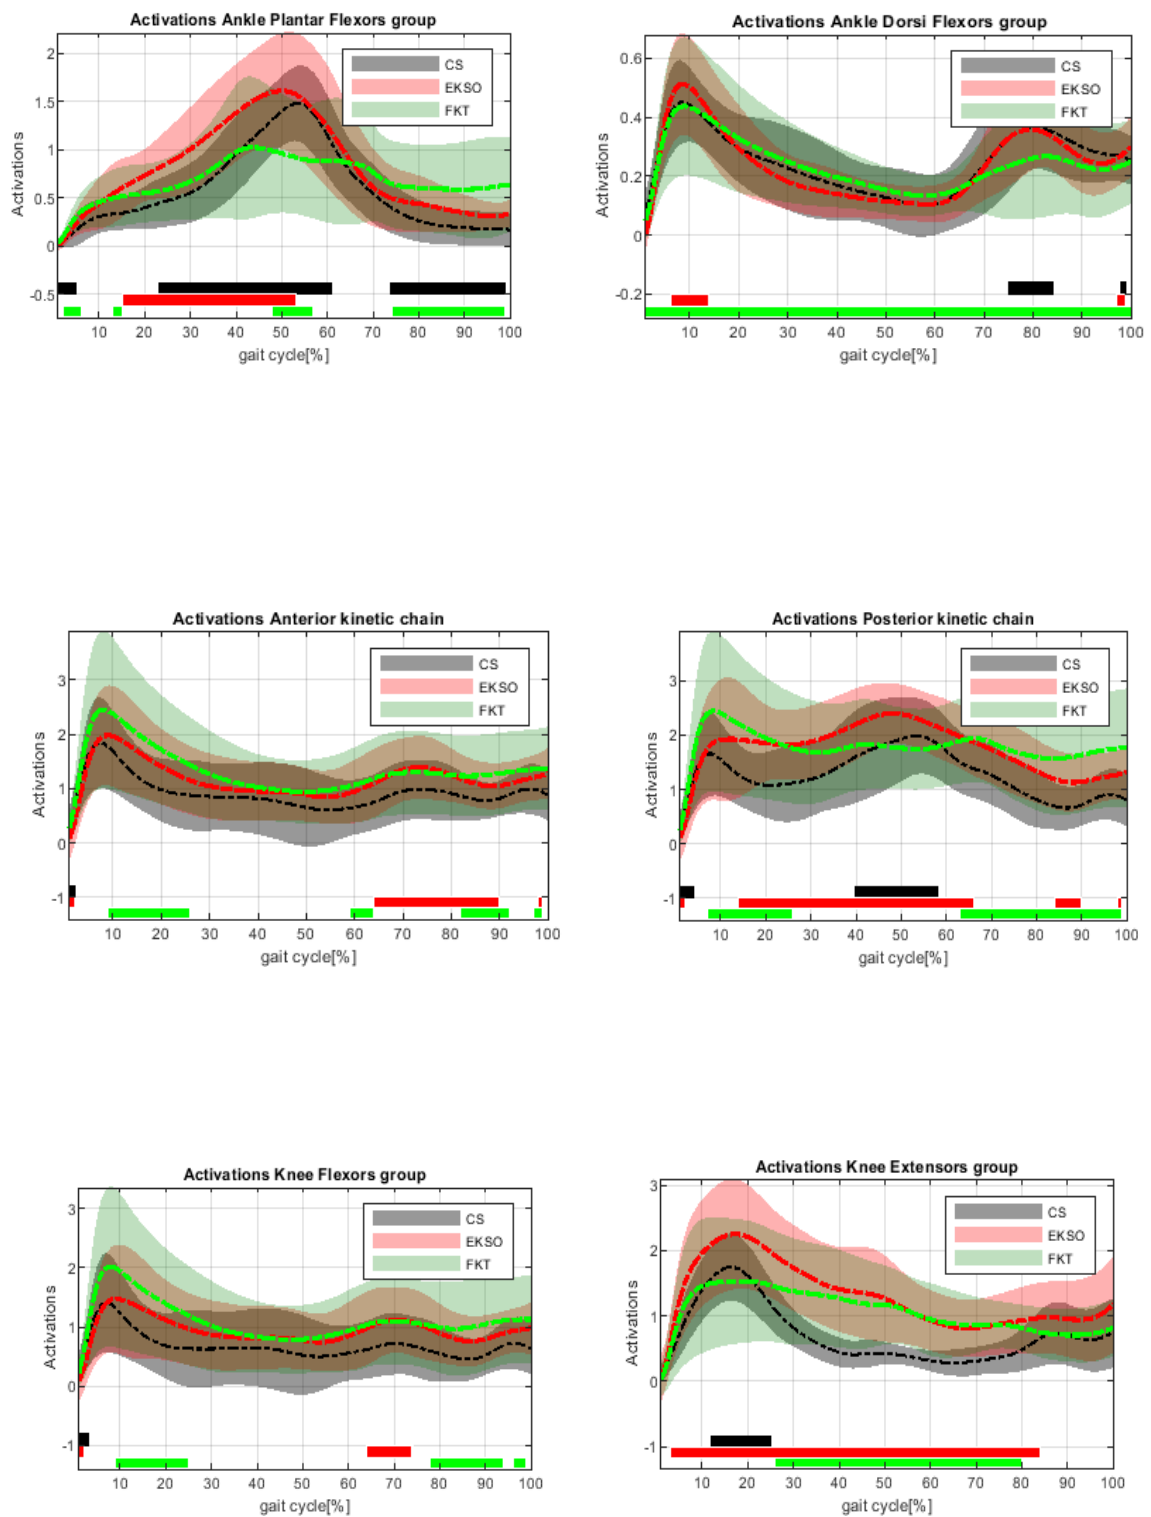 Activations Ankle Plantar Flexors group
CS
EKSO
FKT
2
1.5
1
0.5
0
-0.5
Activations
10 20 30 40 50 60 70 80 90 100
gait cycle[%]
Activations Ankle Dorsi Flexors group
CS
EKSO
FKT
0.6
0.4
0.2
0
-0.2
Activations
10 20 30 40 50 60 70 80 90 100
gait cycle[%]
Activations Anterior kinetic chain
CS
EKSO
FKT
3
2
1
0
-1
Activations
10 20 30 40 50 60 70 80 90 100
gait cycle[%]
Activations Posterior kinetic chain
CS
EKSO
FKT
3
2
1
0
-1
Activations
10 20 30 40 50 60 70 80 90 100
gait cycle[%]
Activations Knee Flexors group
CS
EKSO
FKT
3
2
1
0
-1
Activations
10 20 30 40 50 60 70 80 90 100
gait cycle[%]
Activations Knee Extensors group
CS
EKSO
FKT
3
2
1
0
-1
Activations
10 20 30 40 50 60 70 80 90 100
gait cycle[%]